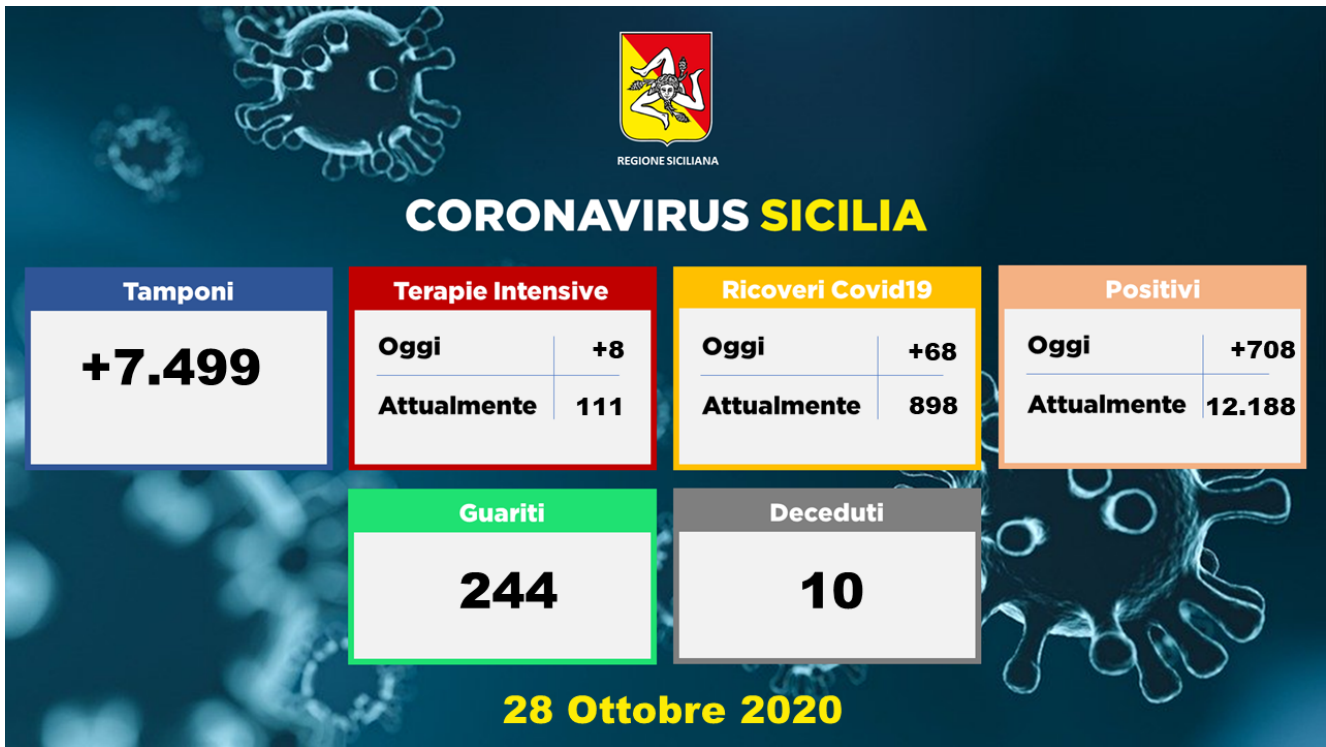 REGIONE SICILIANA
CORONAVIRUS SICILIA
Tamponi
+7.499
Terapie Intensive
Oggi +8
Attualmente 111
Ricoveri Covid19
Oggi +68
Attualmente 898
Positivi
Oggi +708
Attualmente 12.188
Guariti
244
Deceduti
10
28 Ottobre 2020